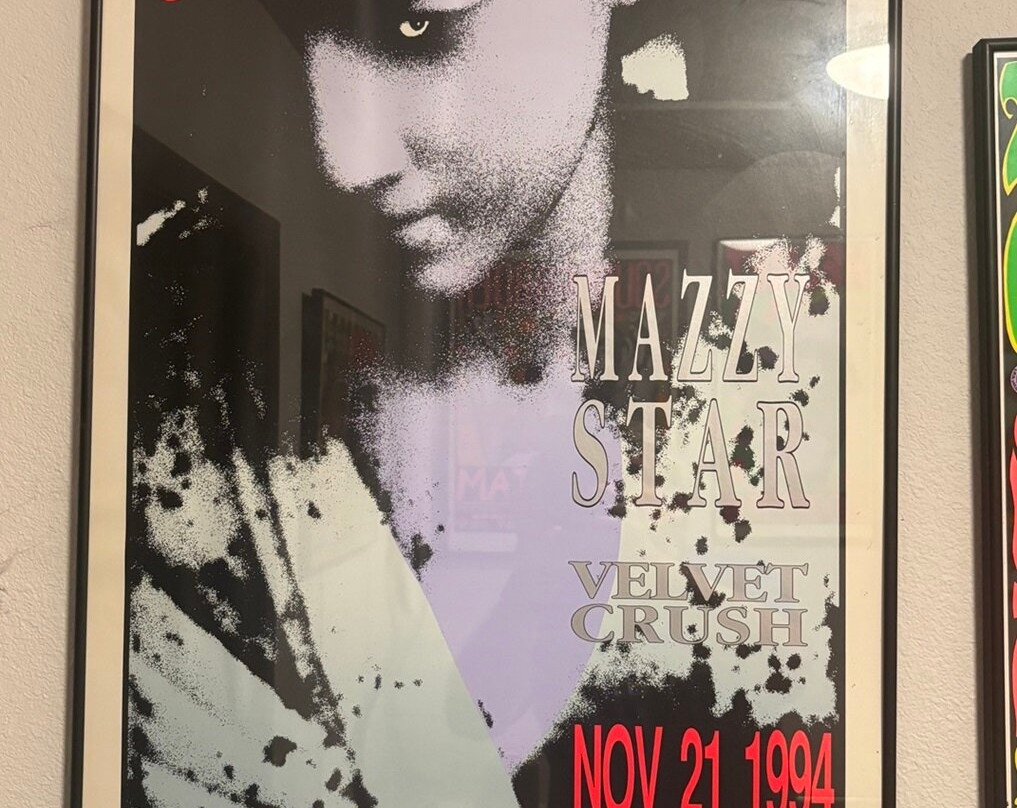 MAZZY
STAR
VELVET
CRUSH
NOV 21 1994